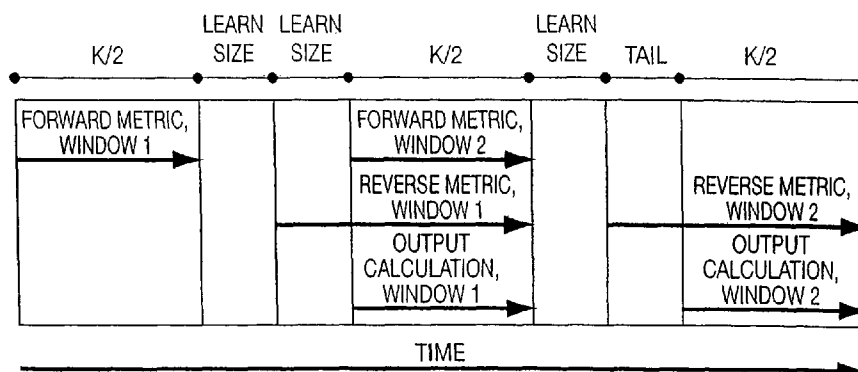 LEARN LEARN LEARN
K/2 SIZE SIZE K/2 SIZE TAIL K/2
FORWARD METRIC,
WINDOW 1
FORWARD METRIC,
WINDOW 2
REVERSE METRIC,
WINDOW 1
REVERSE METRIC,
WINDOW 2
OUTPUT
CALCULATION,
WINDOW 1
OUTPUT
CALCULATION,
WINDOW 2
TIME